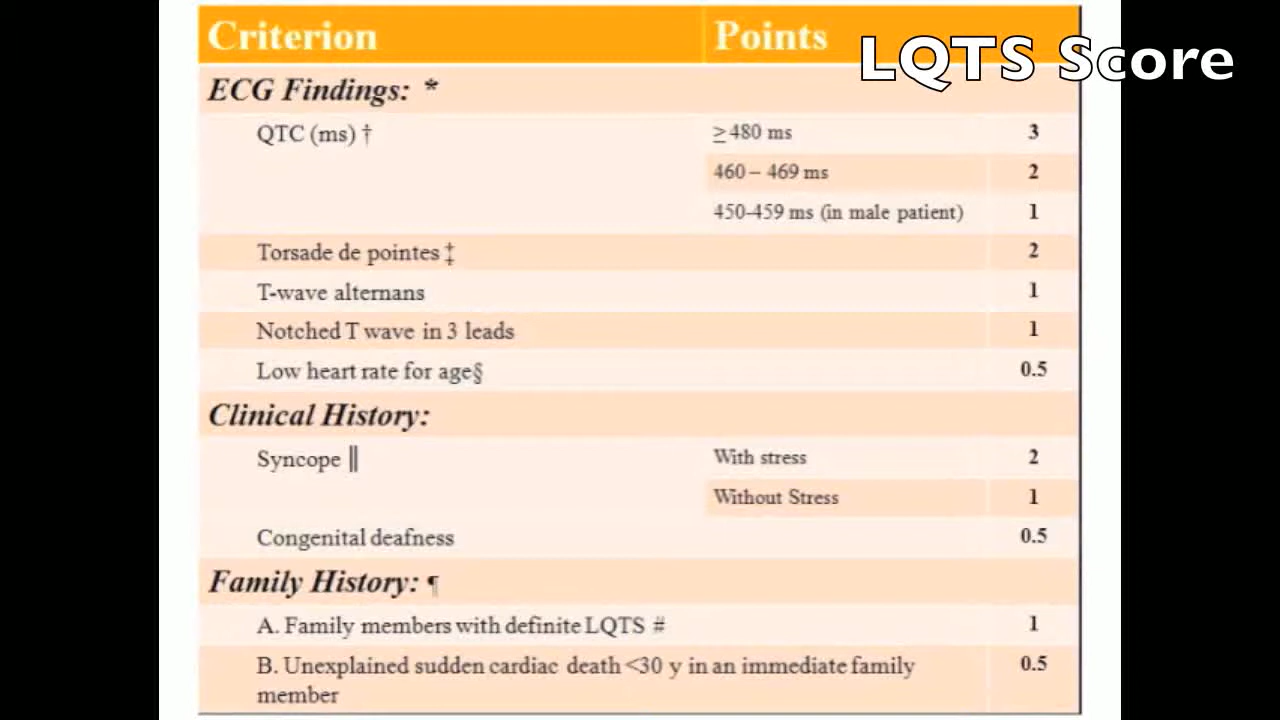 Criterion Points
LQTS Score
ECG Findings: *
QTC (ms) † ≥480 ms 3
460 – 469 ms 2
450-459 ms (in male patient) 1
Torsade de pointes ‡ 2
T-wave alternans 1
Notched T wave in 3 leads 1
Low heart rate for age§ 0.5
Clinical History:
Syncope ‖ With stress 2
Without Stress 1
Congenital deafness 0.5
Family History: ¶
A. Family members with definite LQTS # 1
B. Unexplained sudden cardiac death <30 y in an immediate family 0.5
member